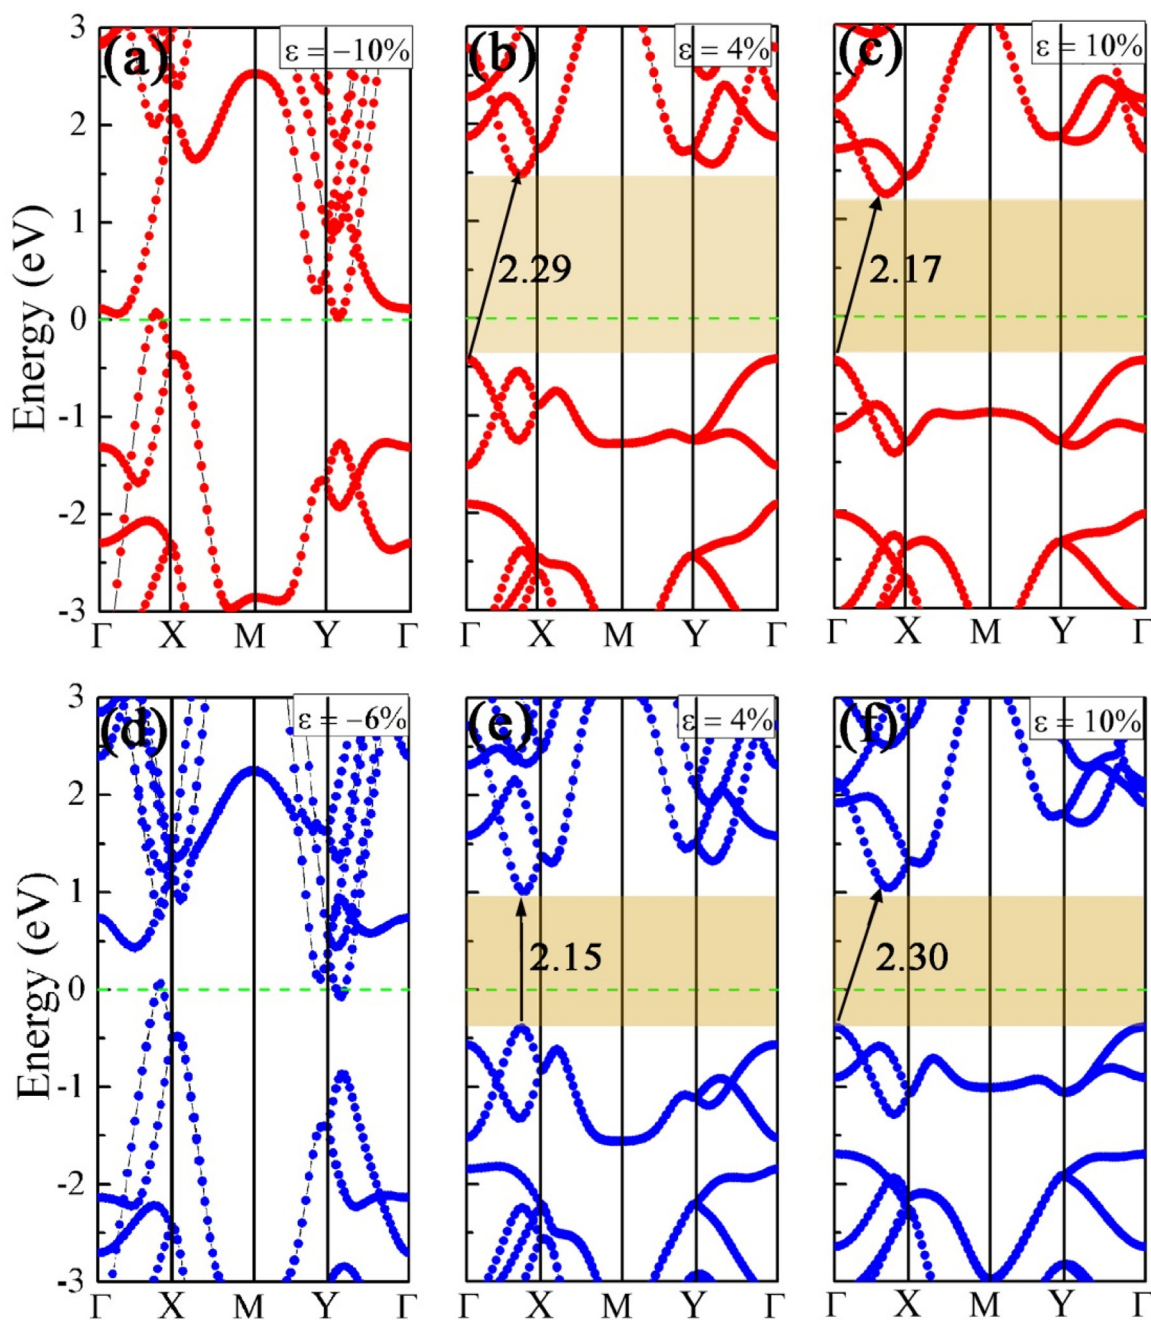 (a)
ε = −10%
(b)
ε = 4%
(c)
ε = 10%
Energy (eV)
3
2
1
0
-1
-2
-3
2.29
2.17
Γ X M Y Γ
Γ X M Y Γ
Γ X M Y Γ
(d)
ε = −6%
(e)
ε = 4%
(f)
ε = 10%
Energy (eV)
3
2
1
0
-1
-2
-3
2.15
2.30
Γ X M Y Γ
Γ X M Y Γ
Γ X M Y Γ